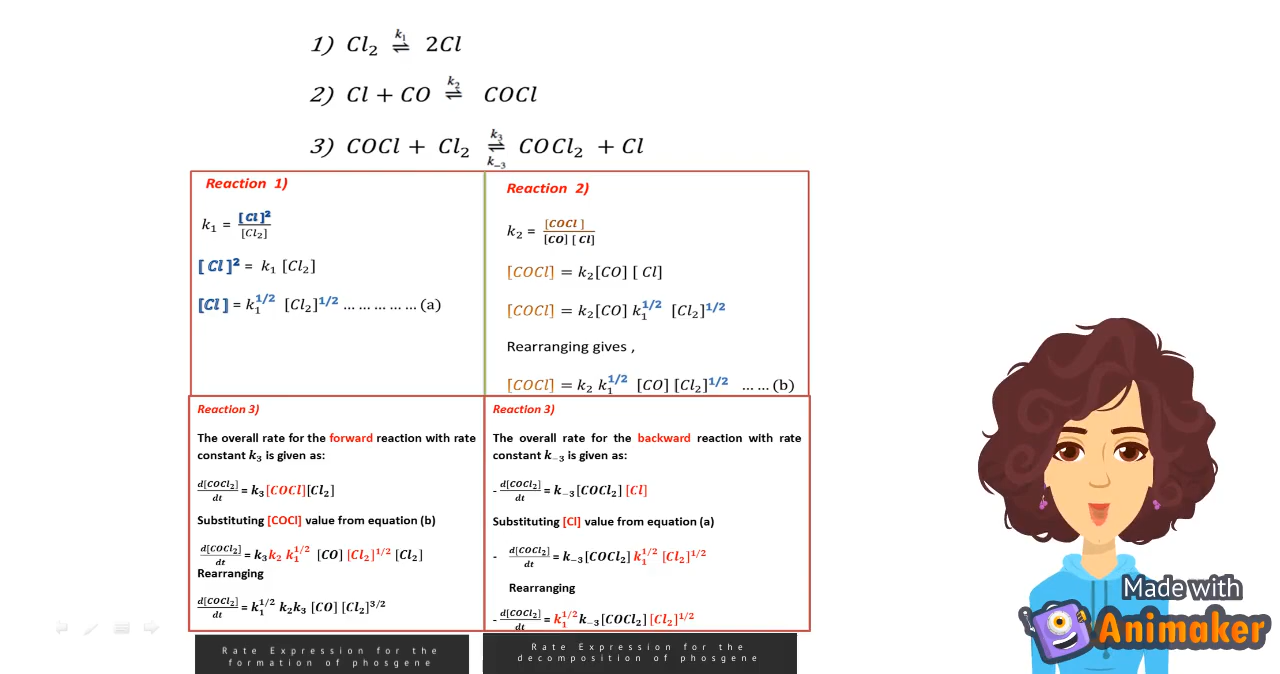 1) Cl₂ ⇌ 2Cl k₁
2) Cl + CO ⇌ COCl k₂
3) COCl + Cl₂ ⇌ COCl₂ + Cl k₃ k₋₃
Reaction 1)
k₁ = [Cl]²/[Cl₂]
[Cl]² = k₁ [Cl₂]
[Cl] = k₁^1/2 [Cl₂]^1/2 ... ... ... ... ... (a)
Reaction 2)
k₂ = [COCl ]/[CO] [ Cl]
[COCl] = k₂[CO] [ Cl]
[COCl] = k₂[CO] k₁^1/2 [Cl₂]^1/2
Rearranging gives ,
[COCl] = k₂ k₁^1/2 [CO] [Cl₂]^1/2 ... ... (b)
Reaction 3)
The overall rate for the forward reaction with rate
constant k₃ is given as:
d[COCl₂]/dt = k₃[COCl][Cl₂]
Substituting [COCl] value from equation (b)
d[COCl₂]/dt = k₃k₂ k₁^1/2 [CO] [Cl₂]^1/2 [Cl₂]
Rearranging
d[COCl₂]/dt = k₁^1/2 k₂k₃ [CO] [Cl₂]^3/2
Reaction 3)
The overall rate for the backward reaction with rate
constant k₋₃ is given as:
- d[COCl₂]/dt = k₋₃[COCl₂] [Cl]
Substituting [Cl] value from equation (a)
- d[COCl₂]/dt = k₋₃[COCl₂] k₁^1/2 [Cl₂]^1/2
Rearranging
- d[COCl₂]/dt = k₁^1/2k₋₃[COCl₂] [Cl₂]^1/2
Rate Expression for the
formation of phosgene
Rate Expression for the
decomposition of phosgene
Made with
Animaker